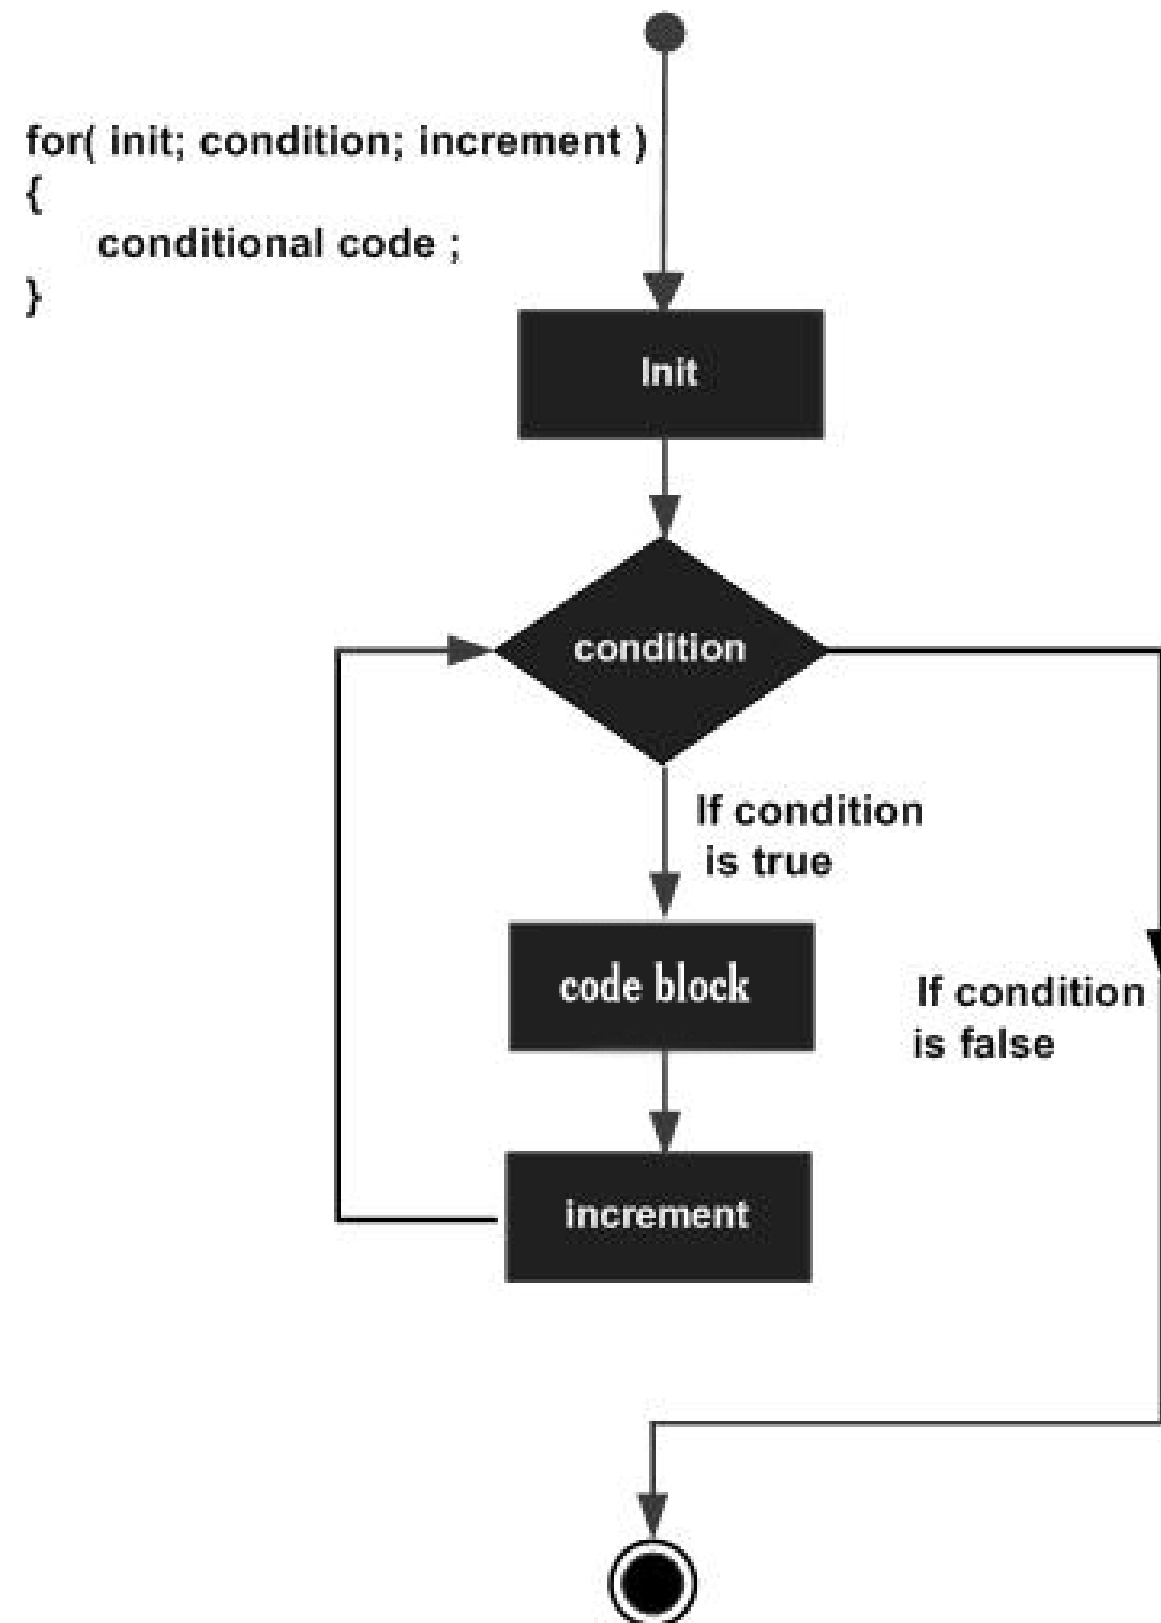 for( init; condition; increment )
{
conditional code ;
}
Init
condition
If condition
is true
code block
If condition
is false
increment